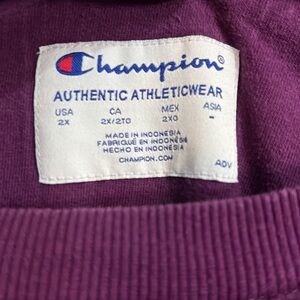 Champion®
AUTHENTIC ATHLETICWEAR
USA CA MEX ASIA
2X 2X/2TG 2XG -
MADE IN INDONESIA
FABRIQUÉ EN INDONÉSIE
HECHO EN INDONESIA
CHAMPION.COM
ADV